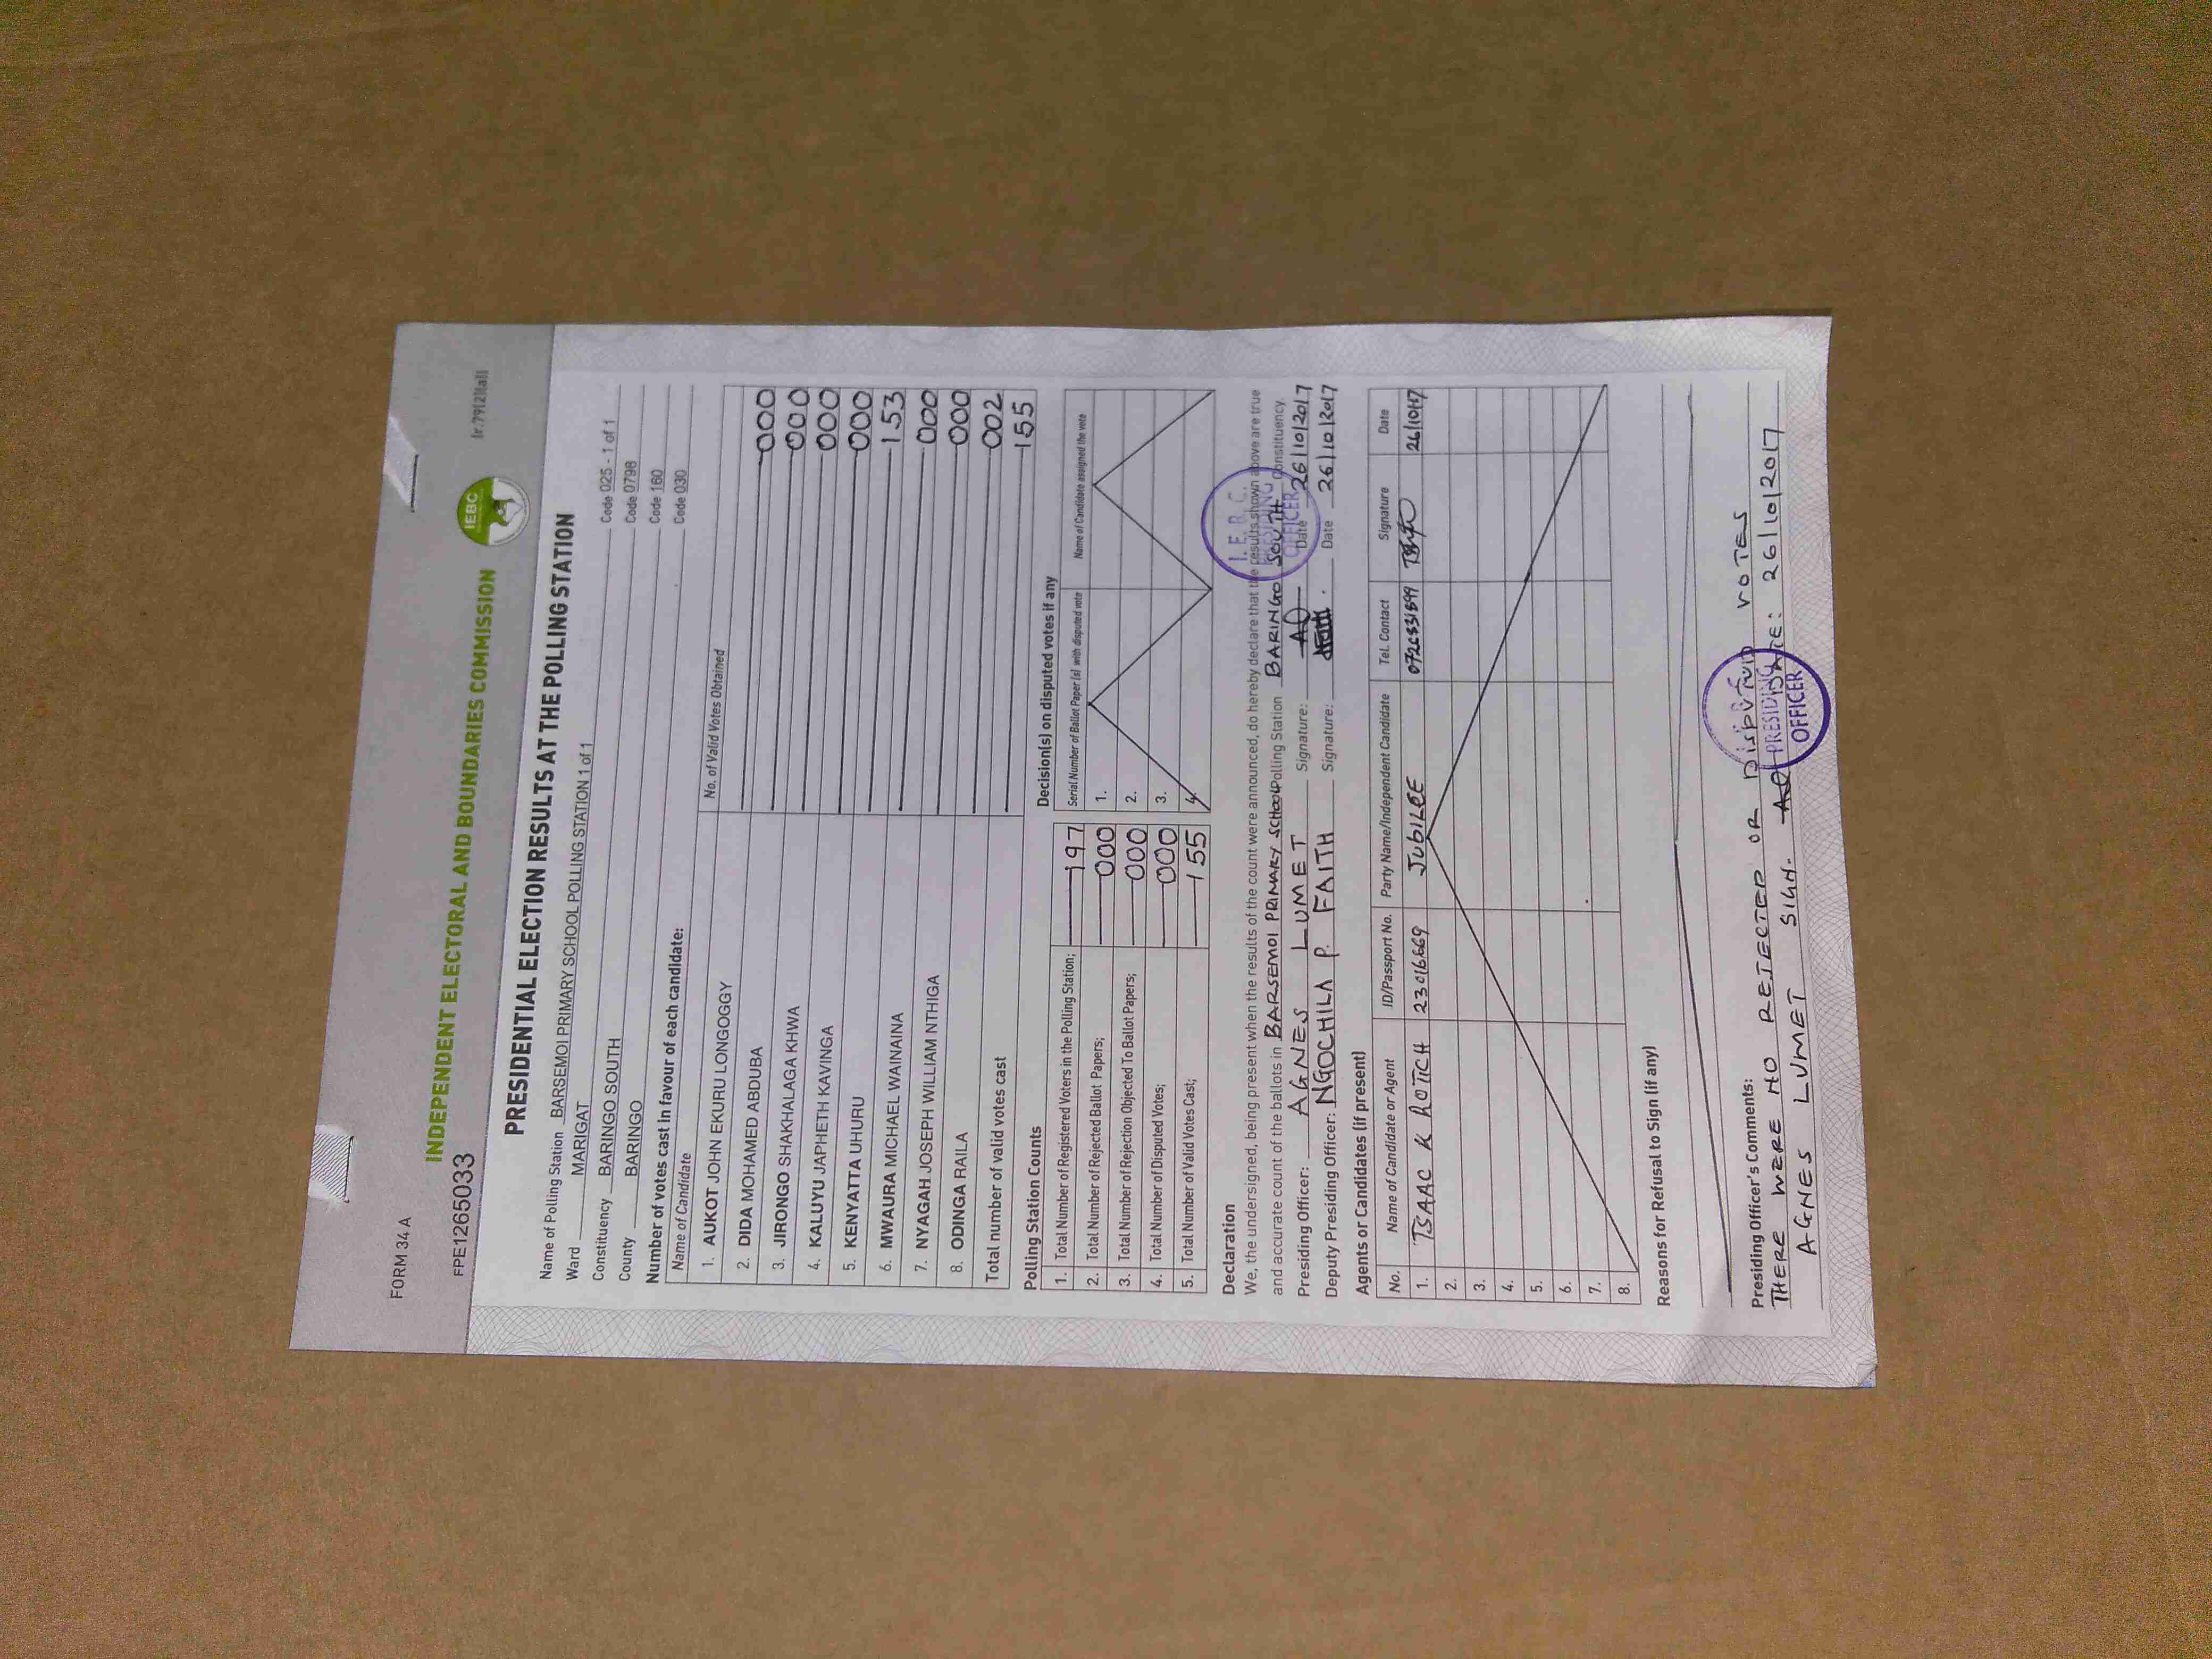 FORM 34 A
(r.79(2)(a))
INDEPENDENT ELECTORAL AND BOUNDARIES COMMISSION
IEBC
FPE1265033
PRESIDENTIAL ELECTION RESULTS AT THE POLLING STATION
Name of Polling Station BARSEMOI PRIMARY SCHOOL POLLING STATION 1 of 1 Code 025 - 1 of 1
Ward MARIGAT Code 0798
Constituency BARINGO SOUTH Code 160
County BARINGO Code 030
Number of votes cast in favour of each candidate:
Name of Candidate No. of Valid Votes Obtained
1. AUKOT JOHN EKURU LONGOGGY 000
2. DIDA MOHAMED ABDUBA 000
3. JIRONGO SHAKHALAGA KHWA 000
4. KALUYU JAPHETH KAVINGA 000
5. KENYATTA UHURU 153
6. MWAURA MICHAEL WAINAINA 000
7. NYAGAH JOSEPH WILLIAM NTHIGA 000
8. ODINGA RAILA 002
Total number of valid votes cast 155
Polling Station Counts
1. Total Number of Registered Voters in the Polling Station; 197
2. Total Number of Rejected Ballot Papers; 000
3. Total Number of Rejection Objected To Ballot Papers; 000
4. Total Number of Disputed Votes; 000
5. Total Number of Valid Votes Cast; 155
Decision(s) on disputed votes if any
Serial Number of Ballot Paper (s) with disputed vote Name of Candidate assigned the vote
1.
2.
3.
4.
Declaration
We, the undersigned, being present when the results of the count were announced, do hereby declare that the results shown above are true
and accurate count of the ballots in BARSEMOI PRIMARY SCHOOL Polling Station BARINGO SOUTH Constituency.
Presiding Officer: AGNES LUMET Signature: Date 26/10/2017
Deputy Presiding Officer: NGOCHILA P. FAITH Signature: Date 26/10/2017
I.E.B.C.
PRESIDING
OFFICER
Agents or Candidates (if present)
No. Name of Candidate or Agent ID/Passport No. Party Name/Independent Candidate Tel. Contact Signature Date
1. ISAAC K ROTICH 23016669 JUBILEE 26/10/17
2.
3.
4.
5.
6.
7.
8.
Reasons for Refusal to Sign (if any)
Presiding Officer's Comments:
THERE WERE NO REJECTED OR DISPUTED VOTES
AGNES LUMET SIGN. DATE: 26/10/2017
PRESIDING
OFFICER